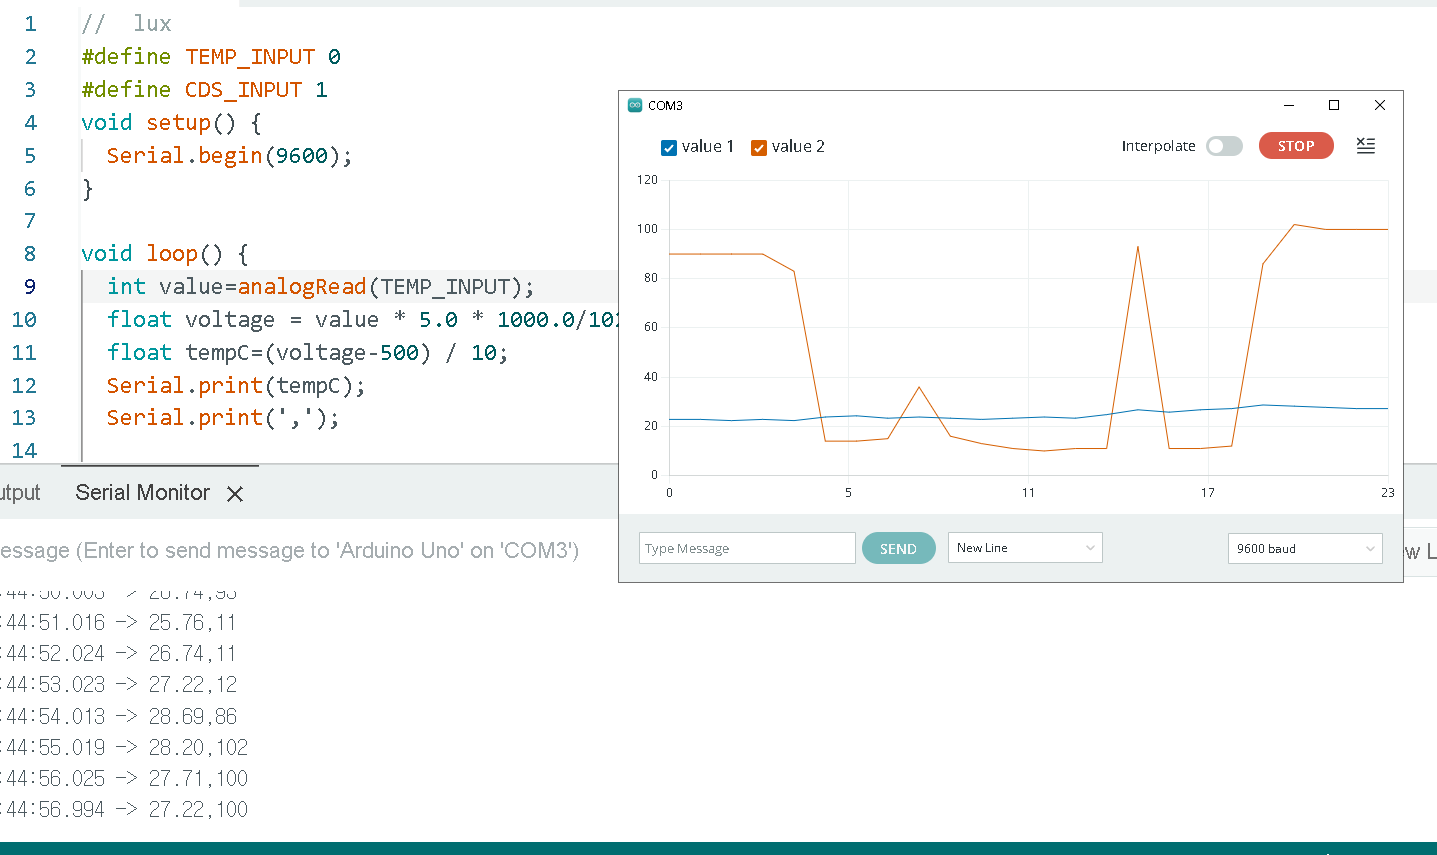 1 //  lux
2 #define TEMP_INPUT 0
3 #define CDS_INPUT 1
4 void setup() {
5   Serial.begin(9600);
6 }
7
8 void loop() {
9   int value=analogRead(TEMP_INPUT);
10   float voltage = value * 5.0 * 1000.0/10
11   float tempC=(voltage-500) / 10;
12   Serial.print(tempC);
13   Serial.print(',');
14
COM3
value 1 value 2 Interpolate STOP
120
100
80
60
40
20
0
0 5 11 17 23
Type Message SEND New Line 9600 baud
utput Serial Monitor
essage (Enter to send message to 'Arduino Uno' on 'COM3')
w L
:44:50.003 -> 26.74,93
:44:51.016 -> 25.76,11
:44:52.024 -> 26.74,11
:44:53.023 -> 27.22,12
:44:54.013 -> 28.69,86
:44:55.019 -> 28.20,102
:44:56.025 -> 27.71,100
:44:56.994 -> 27.22,100